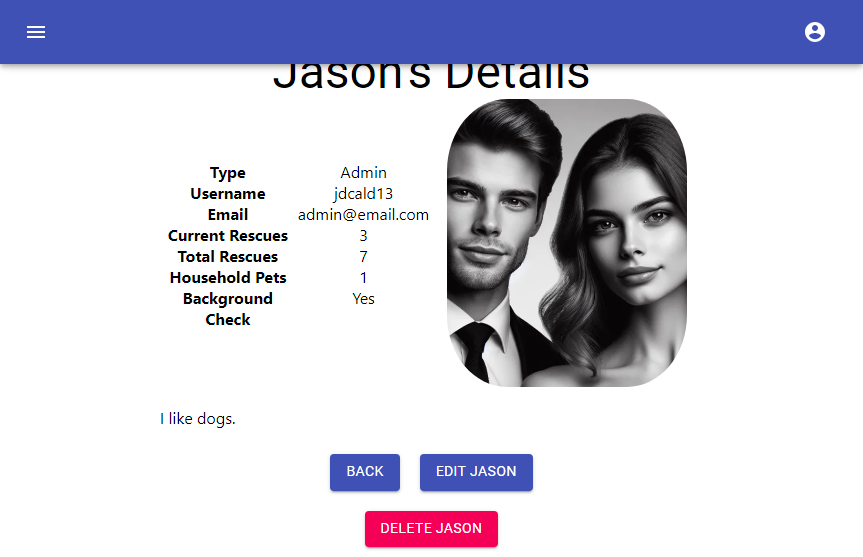 Jason's Details
Type Admin
Username jdcald13
Email admin@email.com
Current Rescues 3
Total Rescues 7
Household Pets 1
Background Yes
Check
I like dogs.
BACK EDIT JASON
DELETE JASON